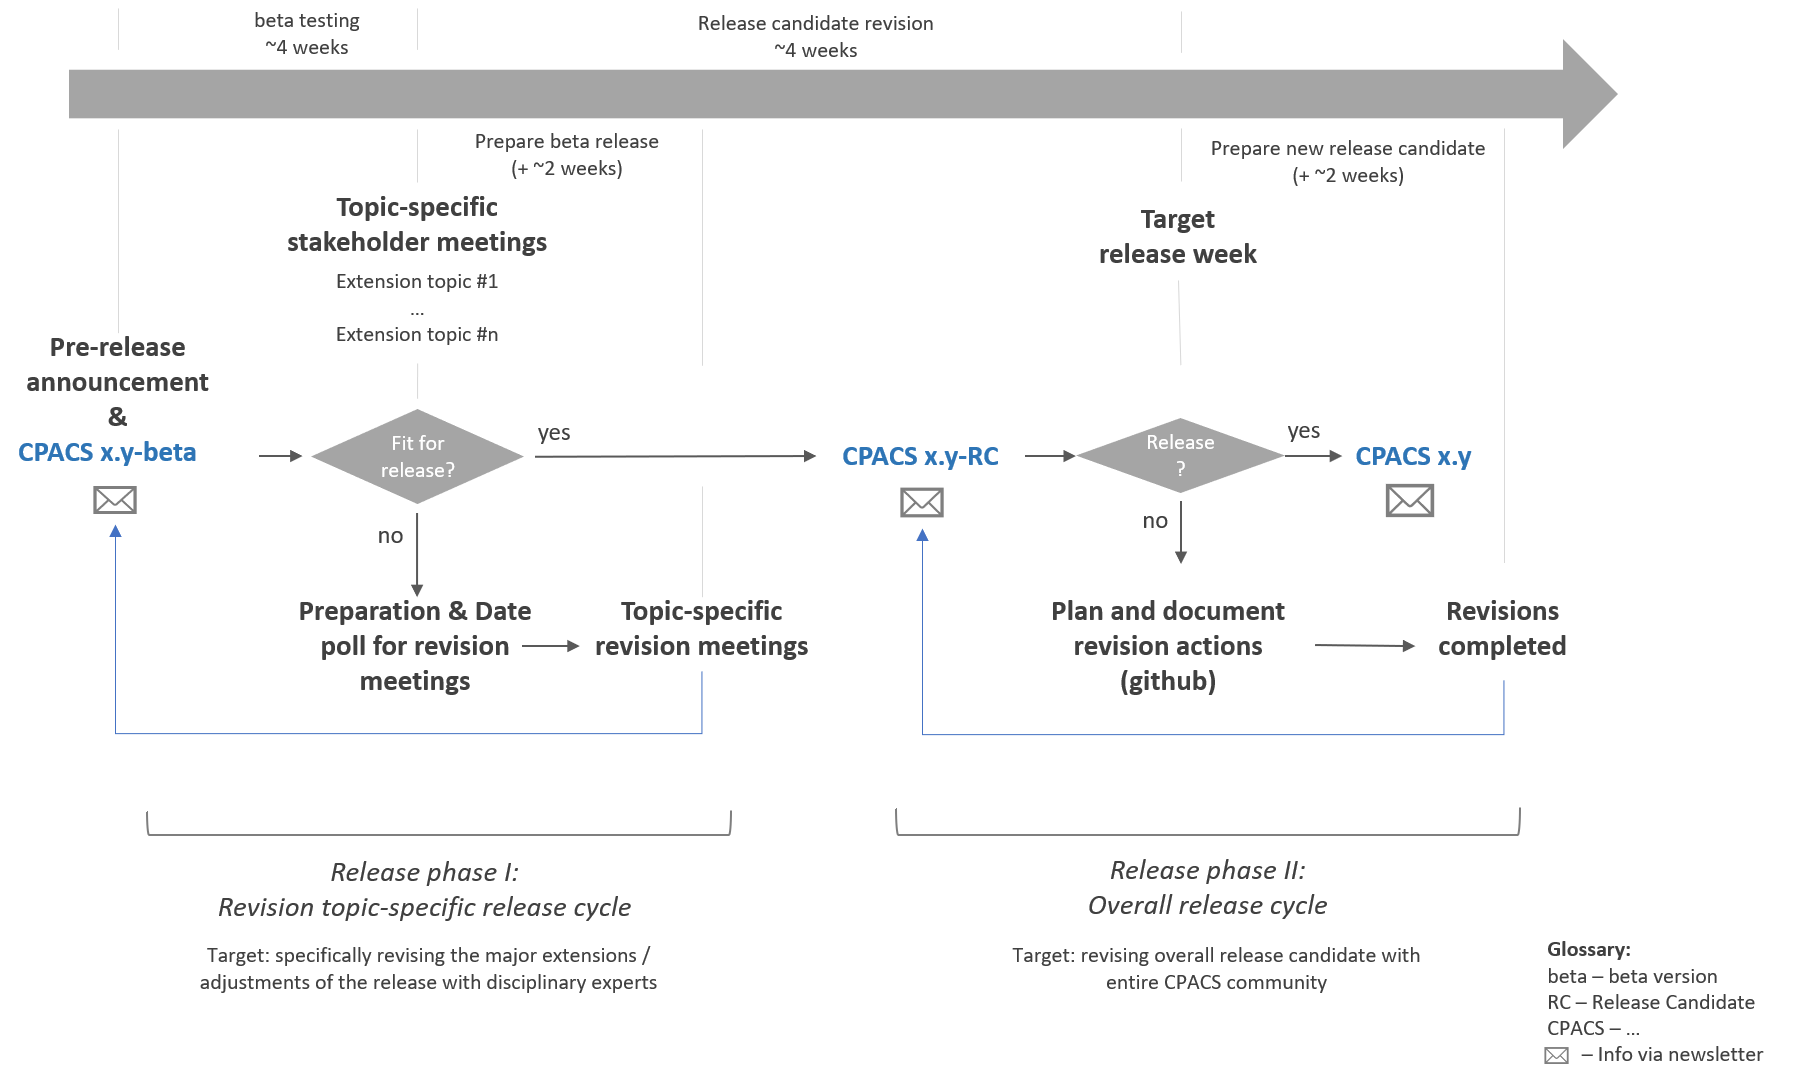 beta testing
~4 weeks
Release candidate revision
~4 weeks
Prepare beta release
(+ ~2 weeks)
Prepare new release candidate
(+ ~2 weeks)
Topic-specific
stakeholder meetings
Extension topic #1
...
Extension topic #n
Target
release week
Pre-release
announcement
&
CPACS x.y-beta
Fit for
release?
yes
no
CPACS x.y-RC
Release
?
yes
no
CPACS x.y
Preparation & Date
poll for revision
meetings
Topic-specific
revision meetings
Plan and document
revision actions
(github)
Revisions
completed
Release phase I:
Revision topic-specific release cycle
Target: specifically revising the major extensions /
adjustments of the release with disciplinary experts
Release phase II:
Overall release cycle
Target: revising overall release candidate with
entire CPACS community
Glossary:
beta – beta version
RC – Release Candidate
CPACS – ...
– Info via newsletter